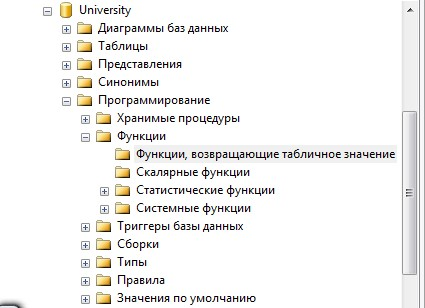 University
Диаграммы баз данных
Таблицы
Представления
Синонимы
Программирование
Хранимые процедуры
Функции
Функции, возвращающие табличное значение
Скалярные функции
Статистические функции
Системные функции
Триггеры базы данных
Сборки
Типы
Правила
Значения по умолчанию